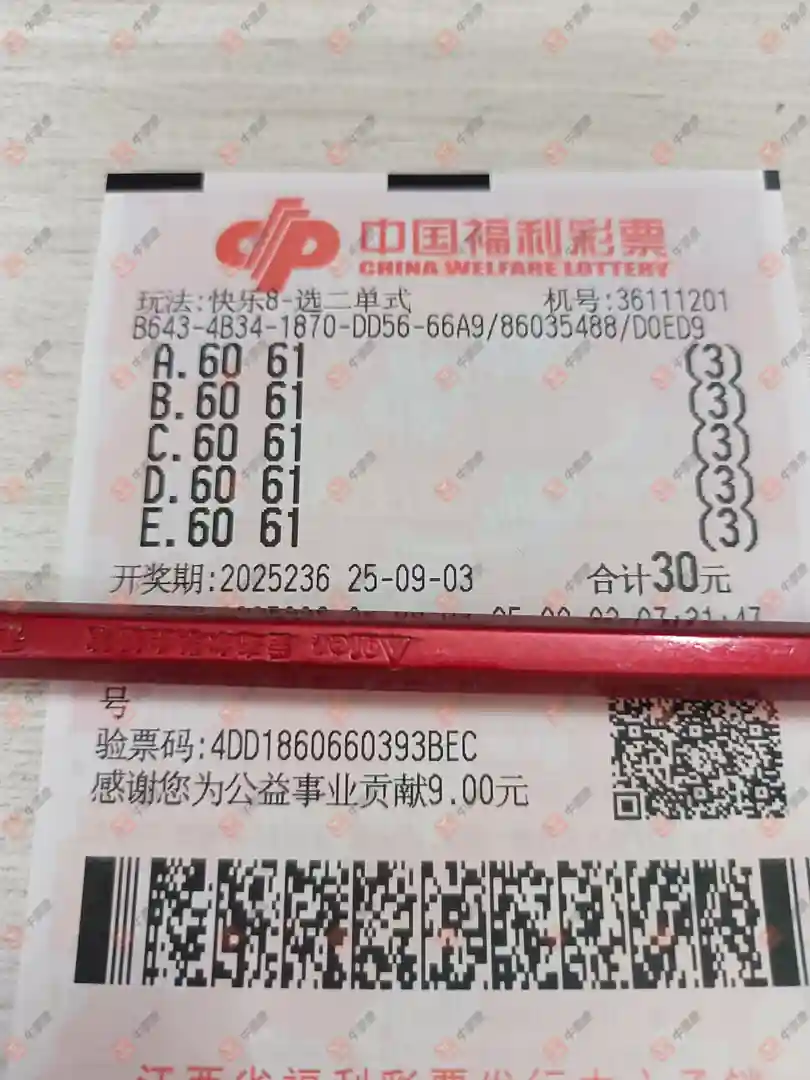 中国福利彩票
CHINA WELFARE LOTTERY
玩法:快乐8-选二单式 机号:36111201
B643-4B34-1870-DD56-66A9/86035488/D0ED9
A.60 61 (3)
B.60 61 (3)
C.60 61 (3)
D.60 61 (3)
E.60 61 (3)
开奖期:2025236 25-09-03 合计30元
号
验票码:4DD1860660393BEC
感谢您为公益事业贡献9.00元